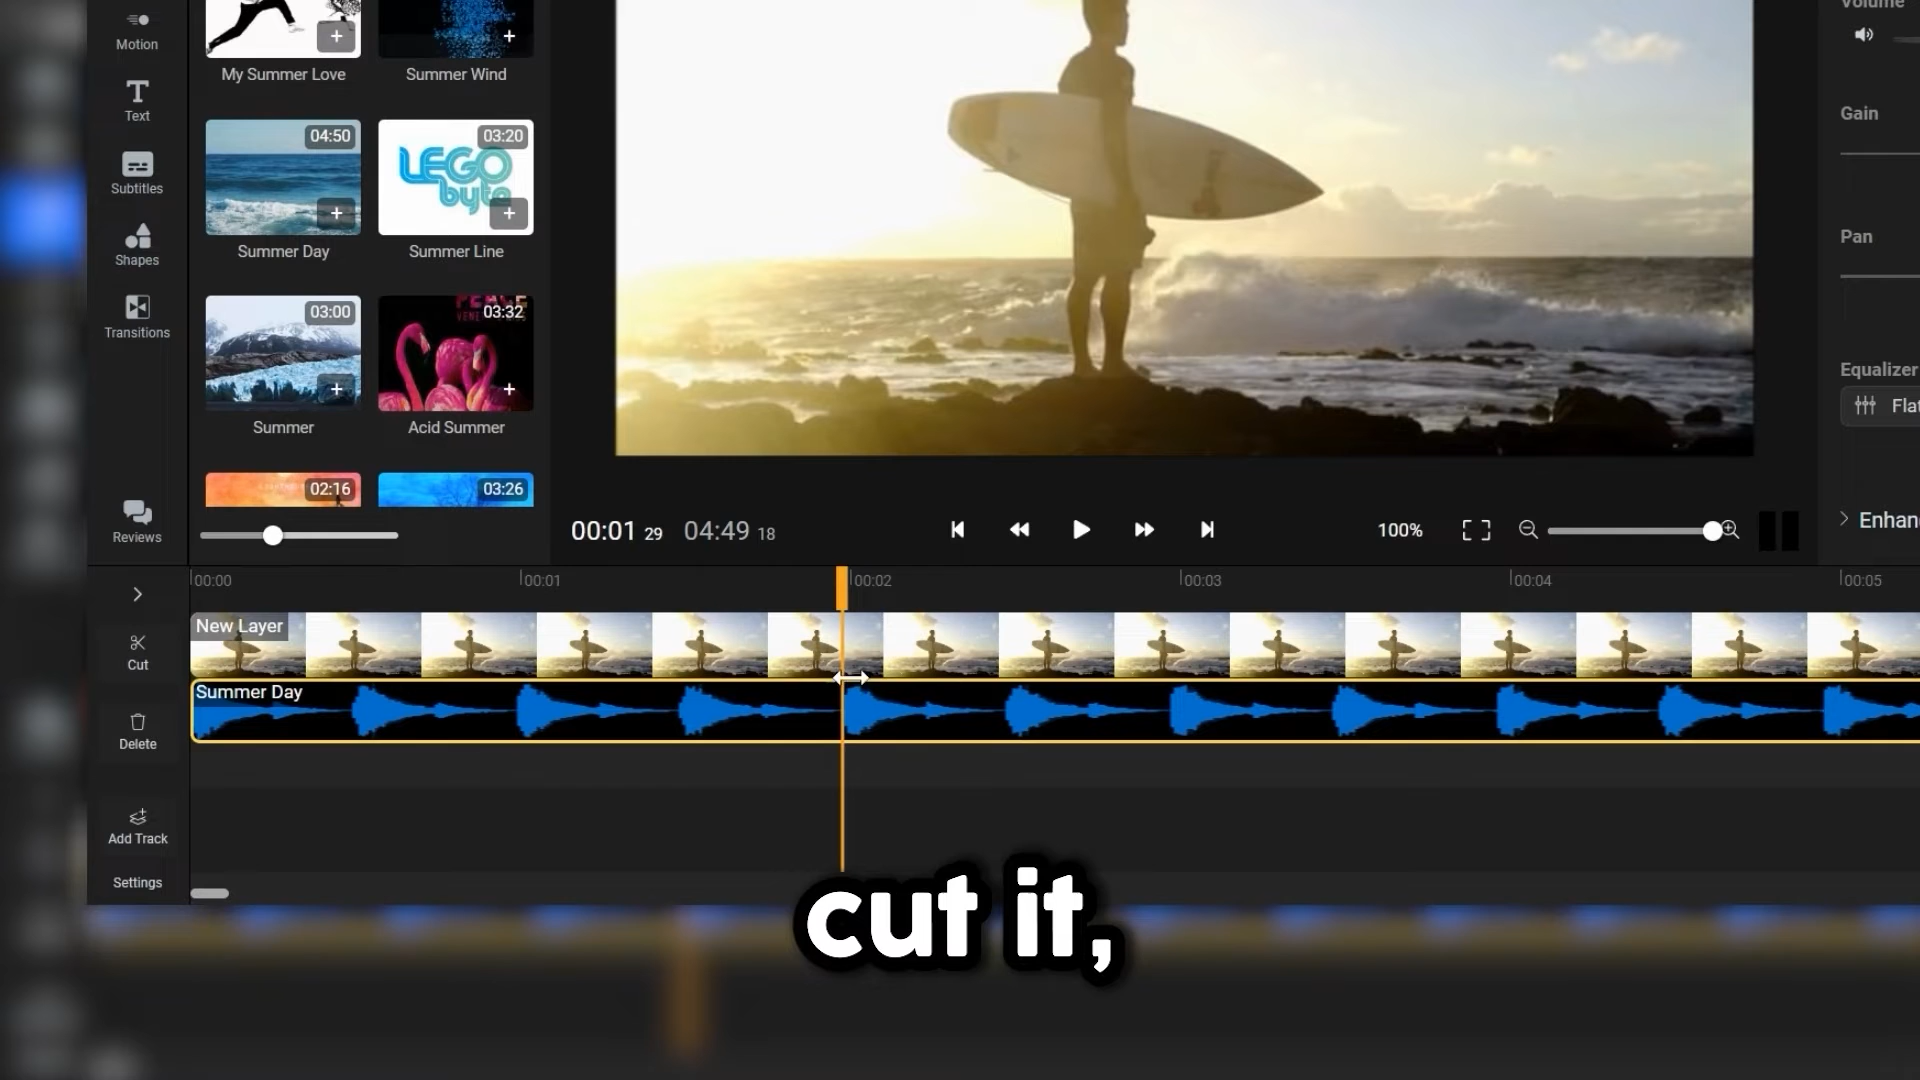 Motion
Text
Subtitles
Shapes
Transitions
Reviews
My Summer Love
Summer Wind
04:50
03:20
LEGO
byte
Summer Day
Summer Line
03:00
PEACE
03:32
Summer
Acid Summer
02:16
03:26
Volume
Gain
Pan
Equalizer
Flat
Enhan
00:01 29 04:49 18
100%
00:00
00:01
00:02
00:03
00:04
00:05
Cut
Delete
Add Track
Settings
New Layer
Summer Day
cut it,